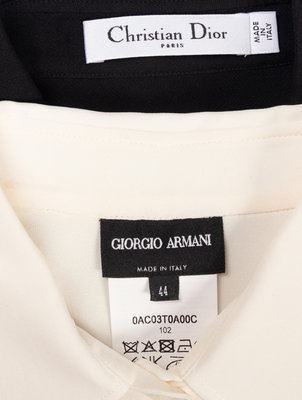 Christian Dior
PARIS
MADE
IN ITALY
GIORGIO ARMANI
MADE IN ITALY
44
0AC03T0A00C
102